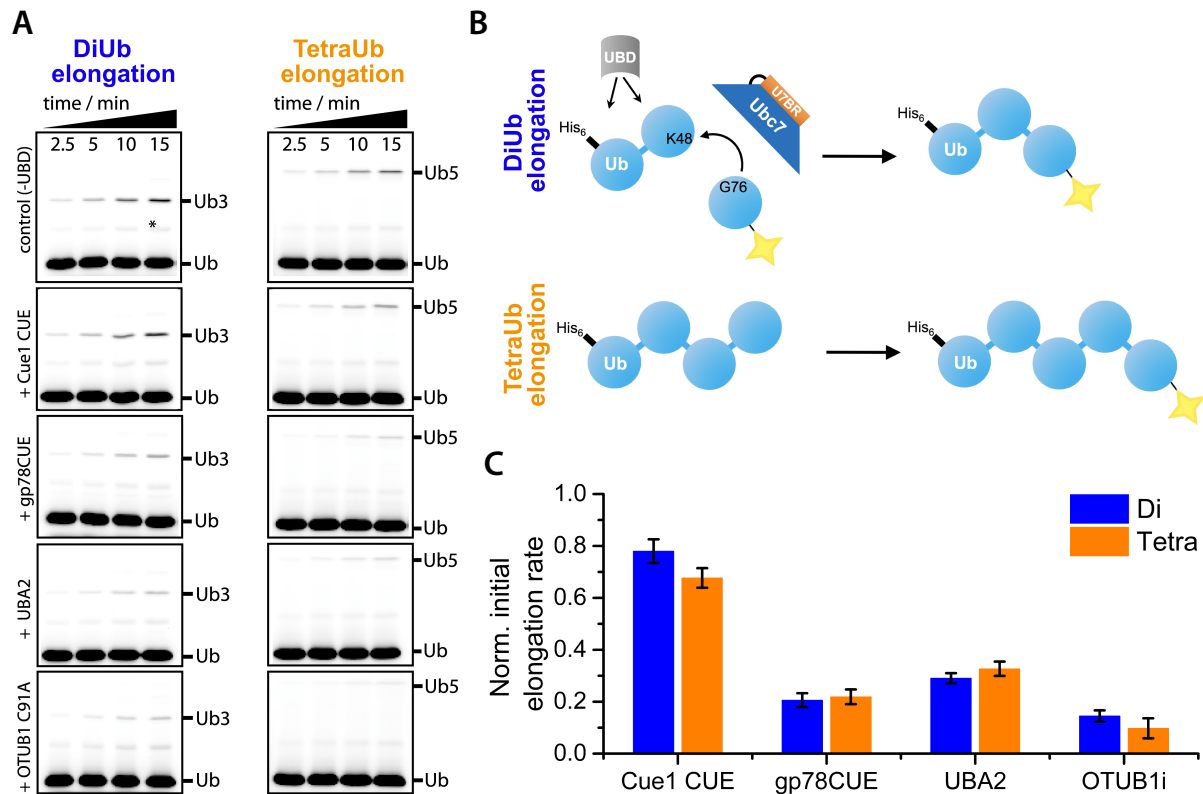 A
DiUb
elongation
TetraUb
elongation
time / min
time / min
2.5 5 10 15
2.5 5 10 15
control (-UBD)
Ub3
*
Ub
Ub5
Ub
+ Cue1 CUE
Ub3
Ub
Ub5
Ub
+ gp78CUE
Ub3
Ub
Ub5
Ub
+ UBA2
Ub3
Ub
Ub5
Ub
+ OTUB1 C91A
Ub3
Ub
Ub5
Ub
B
DiUb
elongation
UBD
His6
Ub
K48
U7BR
Ubc7
G76
His6
Ub
TetraUb
elongation
His6
Ub
His6
Ub
C
Norm. initial
elongation rate
1.0
0.8
0.6
0.4
0.2
0.0
Di
Tetra
Cue1 CUE
gp78CUE
UBA2
OTUB1i